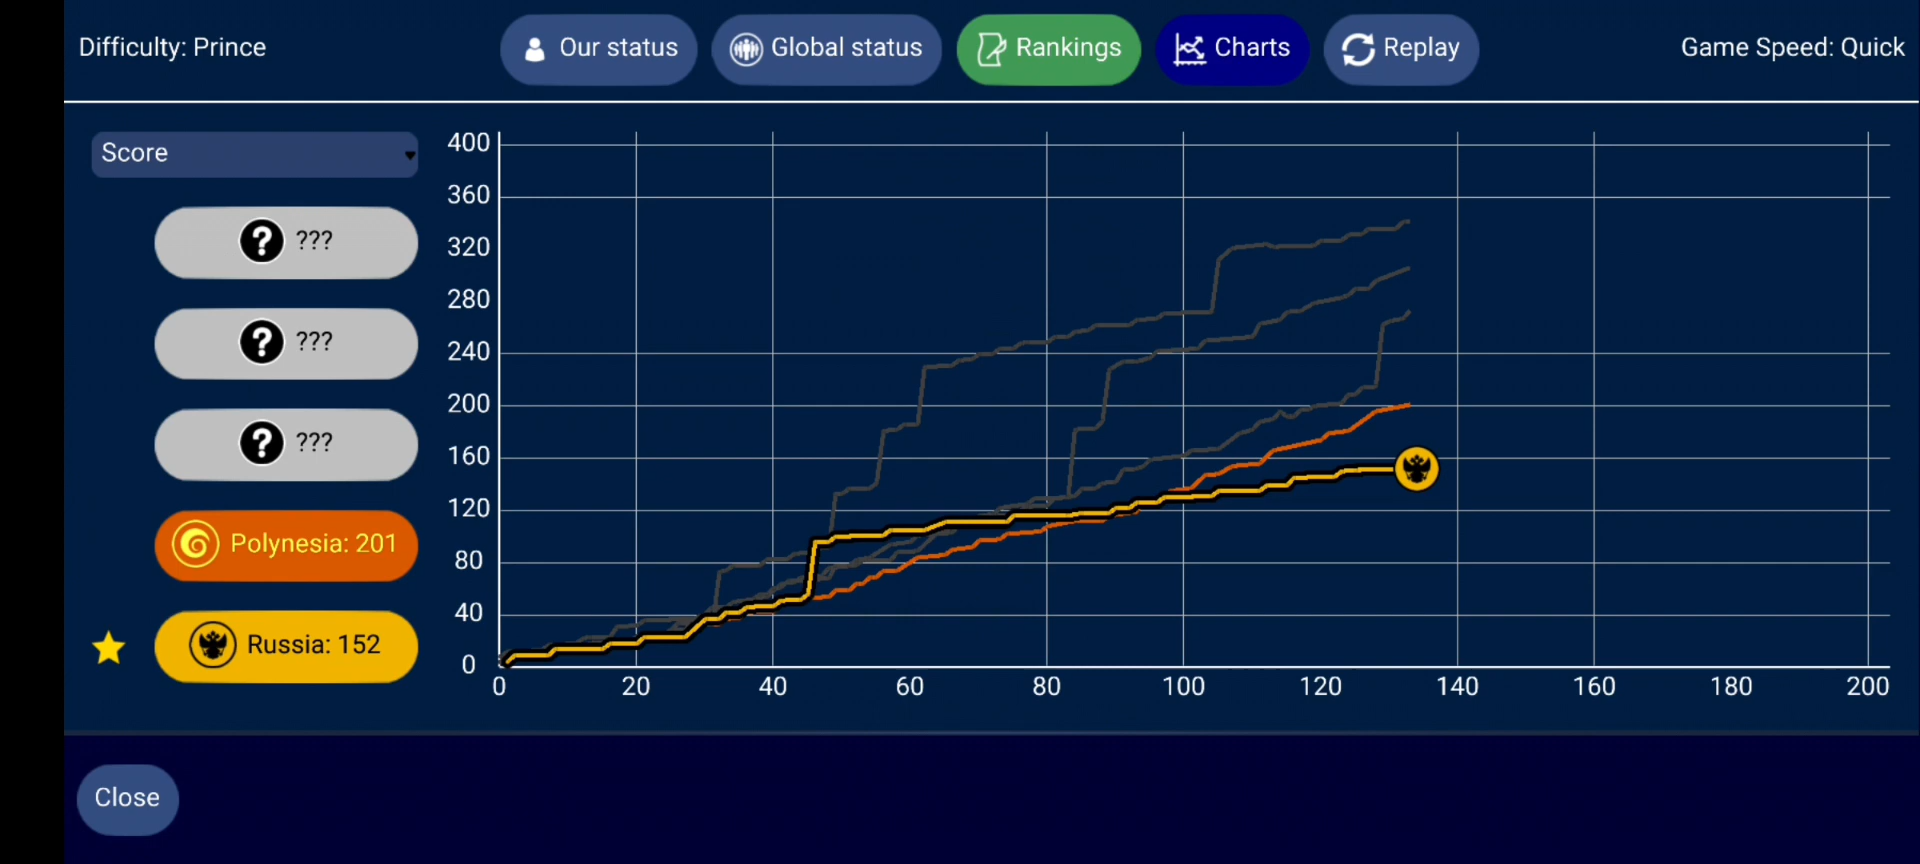 Difficulty: Prince
Our status
Global status
Rankings
Charts
Replay
Game Speed: Quick
Score
? ???
? ???
? ???
Polynesia: 201
Russia: 152
400
360
320
280
240
200
160
120
80
40
0
0 20 40 60 80 100 120 140 160 180 200
Close